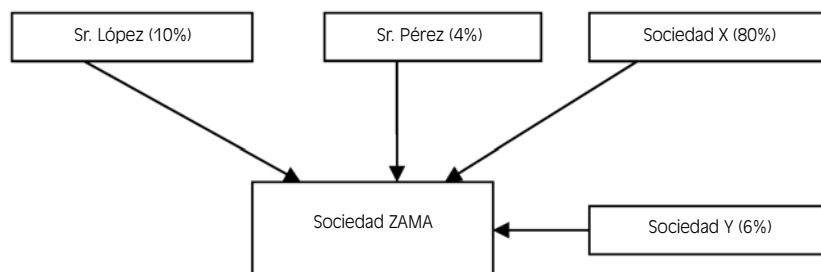 Sr. López (10%)
Sr. Pérez (4%)
Sociedad X (80%)
Sociedad ZAMA
Sociedad Y (6%)